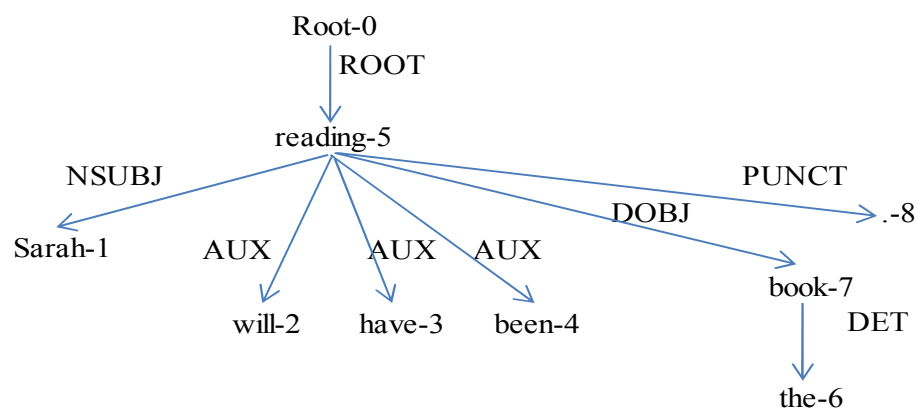 Root-0
ROOT
reading-5
NSUBJ
PUNCT
DOBJ
.-8
Sarah-1
AUX AUX AUX
book-7
will-2 have-3 been-4
DET
the-6